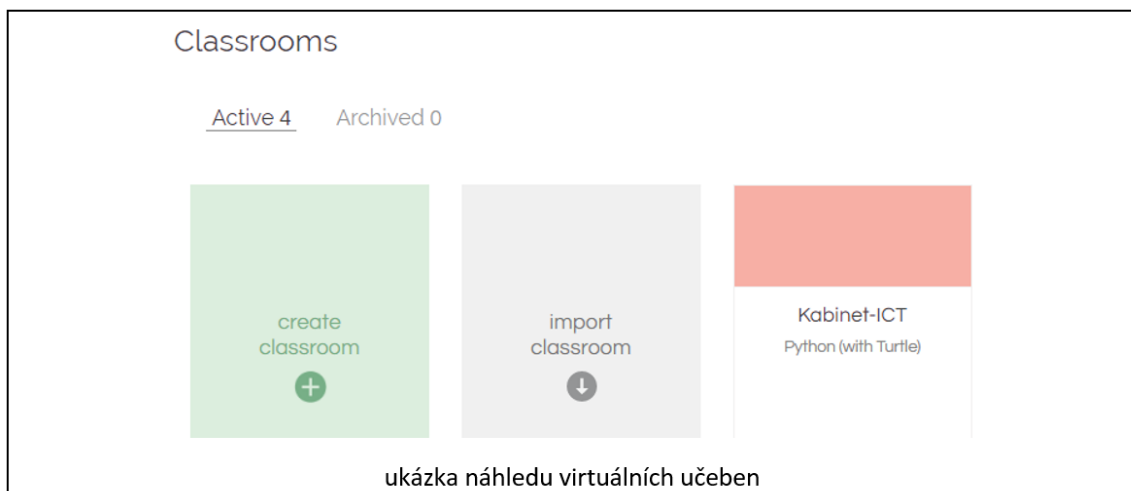 Classrooms
Active 4 Archived 0
create
classroom
import
classroom
Kabinet-ICT
Python (with Turtle)
ukázka náhledu virtuálních učeben